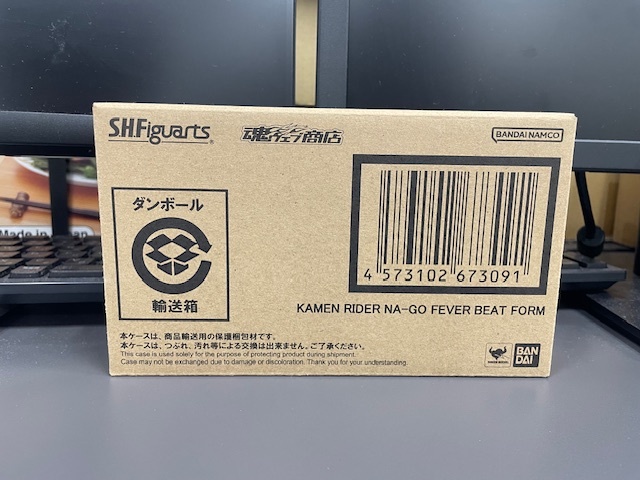 S.H.Figuarts
魂ウェブ商店
BANDAI NAMCO
ダンボール
輸送箱
4 573102 673091
KAMEN RIDER NA-GO FEVER BEAT FORM
本ケースは、商品輸送用の保護梱包材です。
本ケースは、つぶれ、汚れ等による交換は出来ません。ご了承ください。
This case is used solely for the purpose of protecting product during shipment.
Case may not be exchanged due to damage or discoloration. Thank you for your understanding.
BAN
DAI
Made in